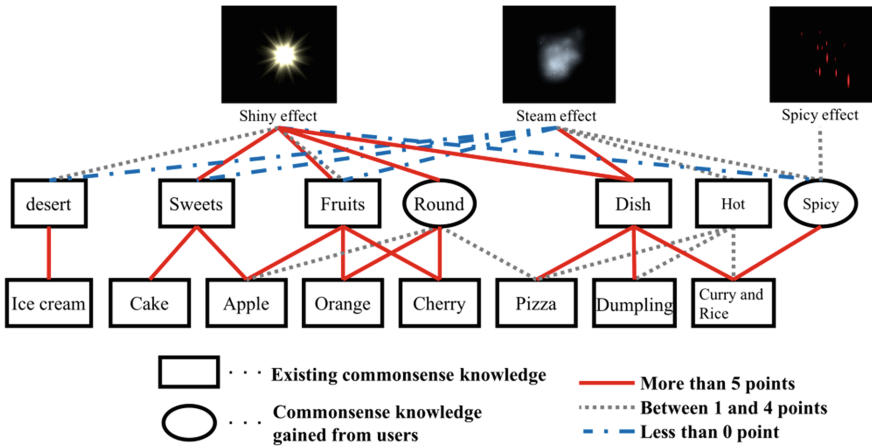 Shiny effect
Steam effect
Spicy effect
desert
Sweets
Fruits
Round
Dish
Hot
Spicy
Ice cream
Cake
Apple
Orange
Cherry
Pizza
Dumpling
Curry and
Rice
· · · Existing commonsense knowledge
· · · Commonsense knowledge
gained from users
More than 5 points
Between 1 and 4 points
Less than 0 point